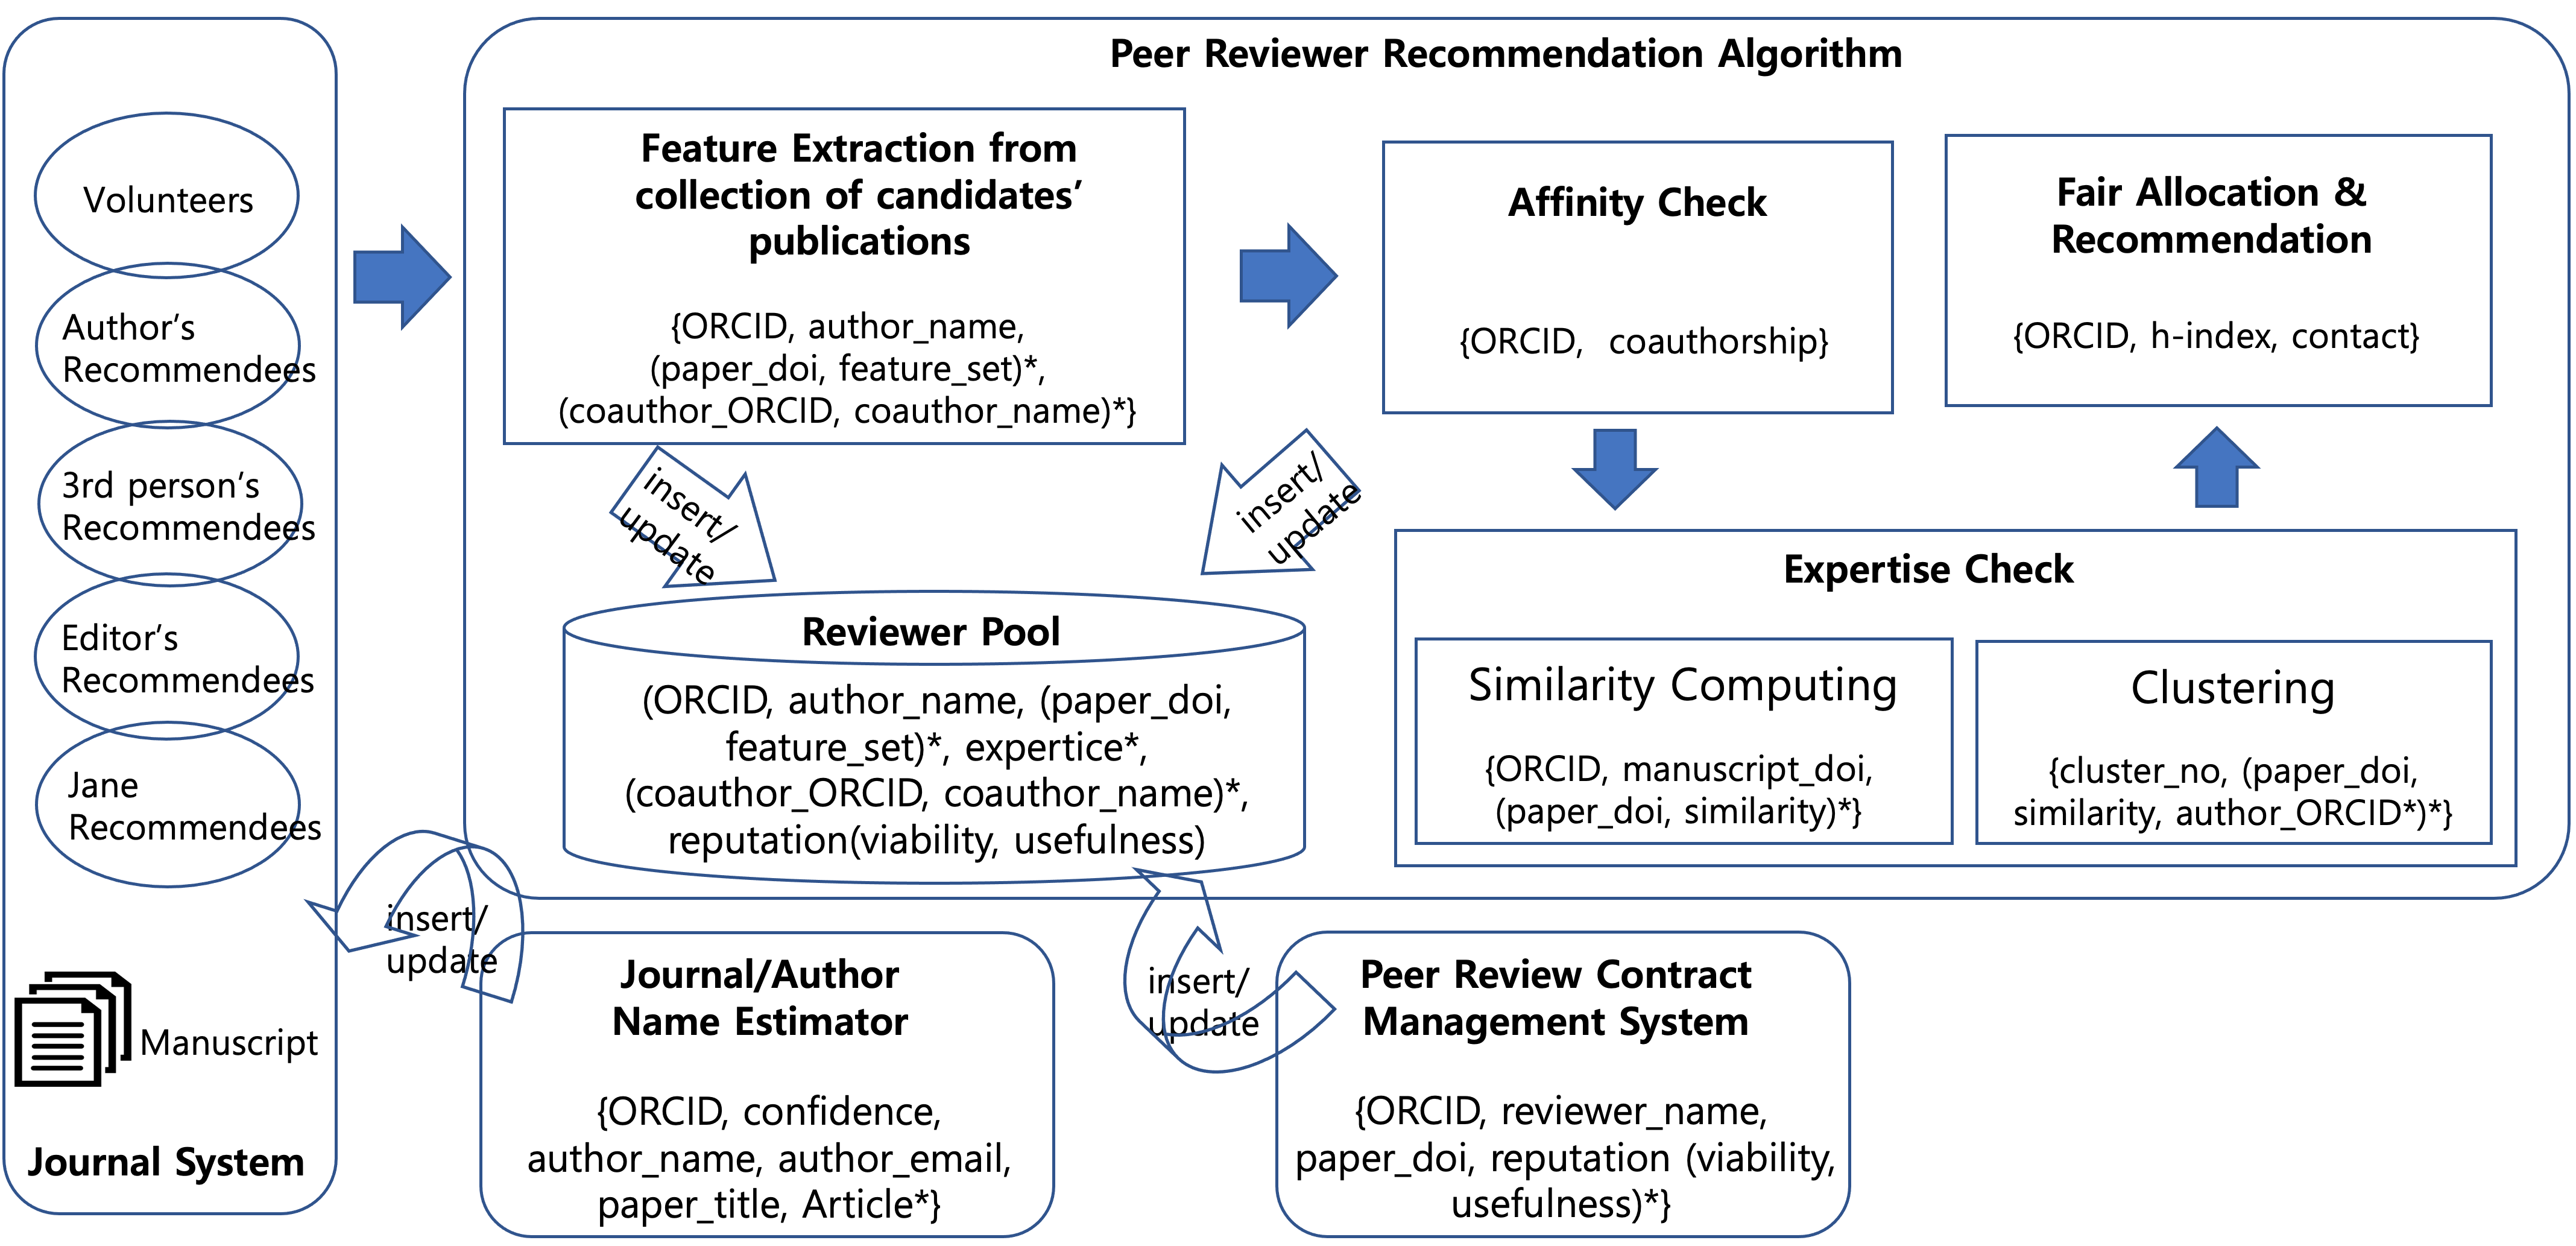 Peer Reviewer Recommendation Algorithm
Volunteers
Author’s
Recommendees
3rd person’s
Recommendees
Editor’s
Recommendees
Jane
Recommendees
Manuscript
Journal System
Feature Extraction from
collection of candidates’
publications
{ORCID, author_name,
(paper_doi, feature_set)*,
(coauthor_ORCID, coauthor_name)*}
Affinity Check
{ORCID,  coauthorship}
Fair Allocation &
Recommendation
{ORCID, h-index, contact}
insert/
update
insert/
update
Reviewer Pool
(ORCID, author_name, (paper_doi,
feature_set)*, expertice*,
(coauthor_ORCID, coauthor_name)*,
reputation(viability, usefulness)
Expertise Check
Similarity Computing
{ORCID, manuscript_doi,
(paper_doi, similarity)*}
Clustering
{cluster_no, (paper_doi,
similarity, author_ORCID*)*}
insert/
update
Journal/Author
Name Estimator
{ORCID, confidence,
author_name, author_email,
paper_title, Article*}
insert/
update
Peer Review Contract
Management System
{ORCID, reviewer_name,
paper_doi, reputation (viability,
usefulness)*}